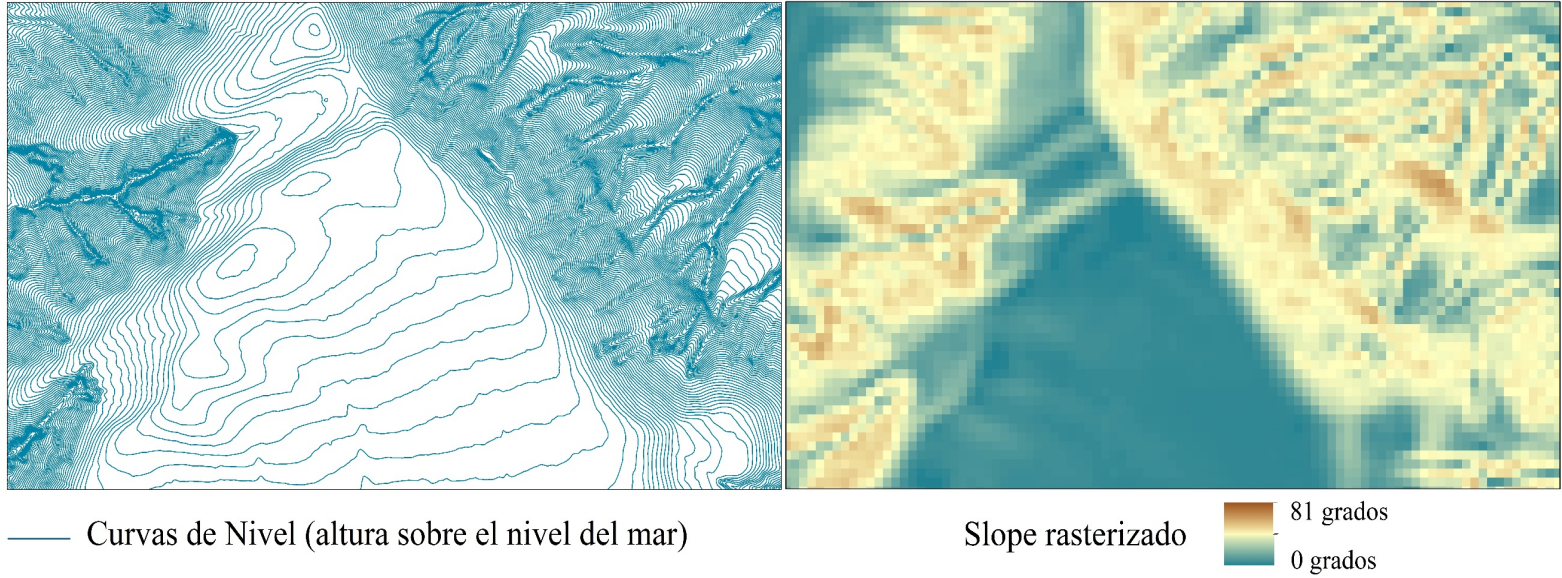 Curvas de Nivel (altura sobre el nivel del mar)
Slope rasterizado
81 grados
0 grados